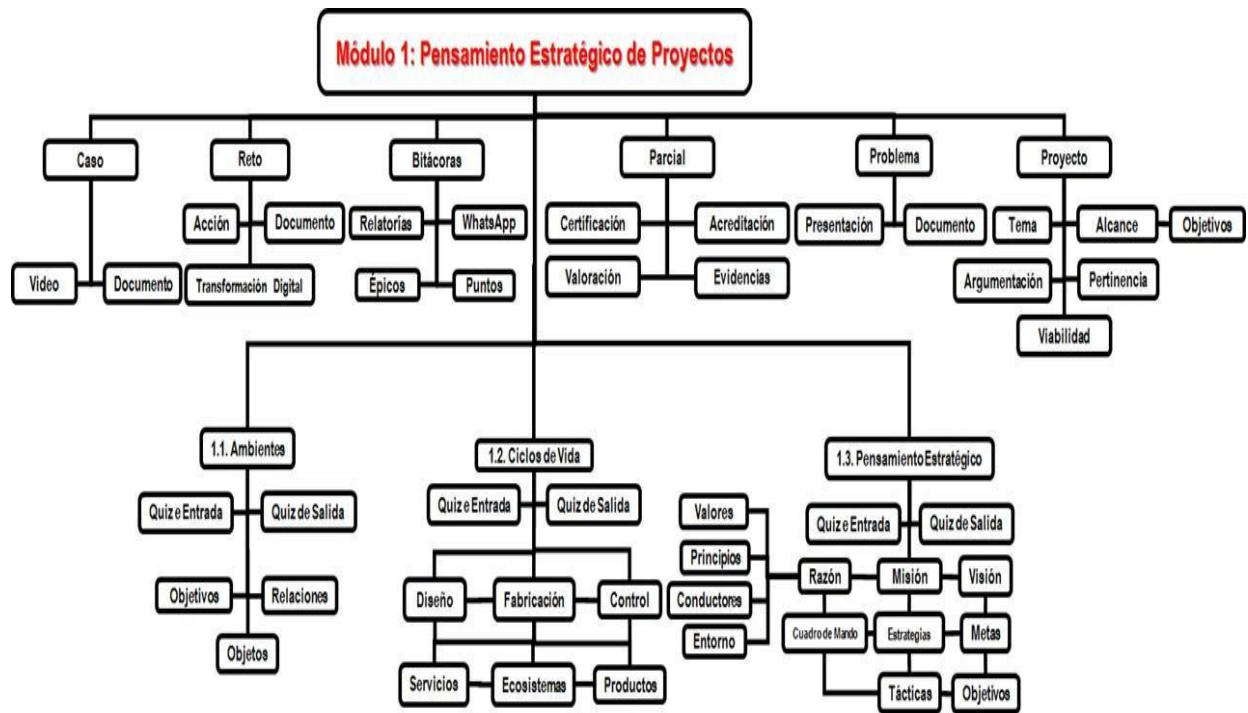 Módulo 1: Pensamiento Estratégico de Proyectos
Caso
Reto
Bitácoras
Parcial
Problema
Proyecto
Acción
Documento
Relatorías
WhatsApp
Certificación
Acreditación
Presentación
Documento
Tema
Alcance
Objetivos
Video
Documento
Transformación Digital
Épicos
Puntos
Valoración
Evidencias
Argumentación
Pertinencia
Viabilidad
1.1. Ambientes
1.2. Ciclos de Vida
1.3. Pensamiento Estratégico
Quiz e Entrada
Quiz de Salida
Quiz e Entrada
Quiz de Salida
Valores
Quiz e Entrada
Quiz de Salida
Principios
Razón
Misión
Visión
Objetivos
Relaciones
Diseño
Fabricación
Control
Conductores
Cuadro de Mando
Estrategias
Metas
Objetos
Entorno
Servicios
Ecosistemas
Productos
Tácticas
Objetivos